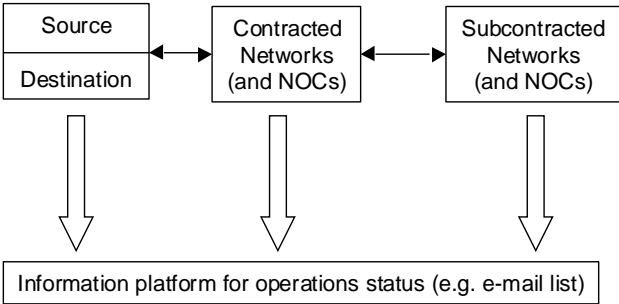 Source
Destination
Contracted
Networks
(and NOCs)
Subcontracted
Networks
(and NOCs)
Information platform for operations status (e.g. e-mail list)